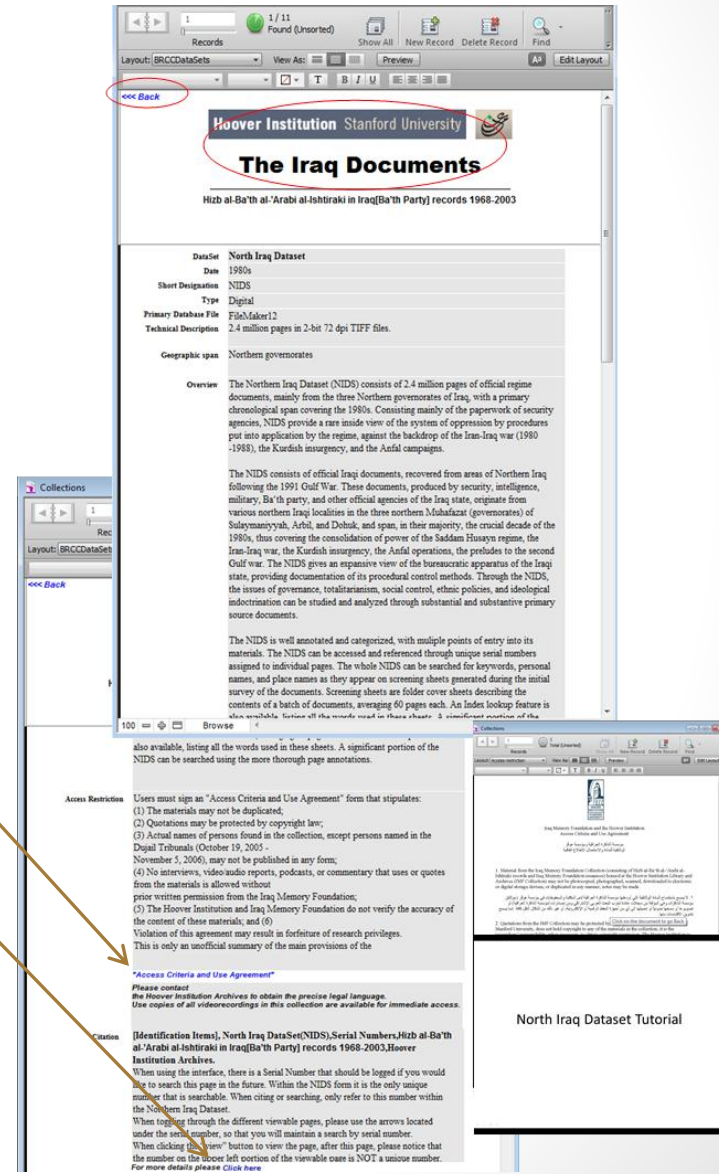 1
1 / 11
Found (Unsorted)
Records
Show All
New Record
Delete Record
Find
Layout: BRCCDataSets
View As:
Preview
Aa
Edit Layout
T B I U
<<< Back
Hoover Institution Stanford University
The Iraq Documents
Hizb al-Ba'th al-'Arabi al-Ishtiraki in Iraq[Ba'th Party] records 1968-2003
DataSet North Iraq Dataset
Date 1980s
Short Designation NIDS
Type Digital
Primary Database File FileMaker12
Technical Description 2.4 million pages in 2-bit 72 dpi TIFF files.
Geographic span Northern governorates
Overview The Northern Iraq Dataset (NIDS) consists of 2.4 million pages of official regime
documents, mainly from the three Northern governorates of Iraq, with a primary
chronological span covering the 1980s. Consisting mainly of the paperwork of security
agencies, NIDS provide a rare inside view of the system of oppression by procedures
put into application by the regime, against the backdrop of the Iran-Iraq war (1980
-1988), the Kurdish insurgency, and the Anfal campaigns.
The NIDS consists of official Iraqi documents, recovered from areas of Northern Iraq
following the 1991 Gulf War. These documents, produced by security, intelligence,
military, Ba'th party, and other official agencies of the Iraq state, originate from
various northern Iraqi localities in the three northern Muhafazat (governorates) of
Sulaymaniyyah, Arbil, and Dohuk, and span, in their majority, the crucial decade of the
1980s, thus covering the consolidation of power of the Saddam Husayn regime, the
Iran-Iraq war, the Kurdish insurgency, the Anfal operations, the preludes to the second
Gulf war. The NIDS gives an expansive view of the bureaucratic apparatus of the Iraqi
state, providing documentation of its procedural control methods. Through the NIDS,
the issues of governance, totalitarianism, social control, ethnic policies, and ideological
indoctrination can be studied and analyzed through substantial and substantive primary
source documents.
The NIDS is well annotated and categorized, with muliple points of entry into its
materials. The NIDS can be accessed and referenced through unique serial numbers
assigned to individual pages. The whole NIDS can be searched for keywords, personal
names, and place names as they appear on screening sheets generated during the initial
survey of the documents. Screening sheets are folder cover sheets describing the
contents of a batch of documents, averaging 60 pages each. An Index lookup feature is
also available, listing all the words used in these sheets. A significant portion of the
100
Browse
Collections
1
Rec
Layout: BRCCDataSets
<<< Back
H
also available, listing all the words used in these sheets. A significant portion of the
NIDS can be searched using the more thorough page annotations.
Access Restriction Users must sign an "Access Criteria and Use Agreement" form that stipulates:
(1) The materials may not be duplicated;
(2) Quotations may be protected by copyright law;
(3) Actual names of persons found in the collection, except persons named in the
Dujail Tribunals (October 19, 2005 -
November 5, 2006), may not be published in any form;
(4) No interviews, video/audio reports, podcasts, or commentary that uses or quotes
from the materials is allowed without
prior written permission from the Iraq Memory Foundation;
(5) The Hoover Institution and Iraq Memory Foundation do not verify the accuracy of
the content of these materials; and (6)
Violation of this agreement may result in forfeiture of research privileges.
This is only an unofficial summary of the main provisions of the
"Access Criteria and Use Agreement"
Please contact
the Hoover Institution Archives to obtain the precise legal language.
Use copies of all videorecordings in this collection are available for immediate access.
Citation [Identification Items], North Iraq DataSet(NIDS),Serial Numbers,Hizb al-Ba'th
al-'Arabi al-Ishtiraki in Iraq[Ba'th Party] records 1968-2003,Hoover
Institution Archives.
When using the interface, there is a Serial Number that should be logged if you would
like to search this page in the future. Within the NIDS form it is the only unique
number that is searchable. When citing or searching, only refer to this number within
the Northern Iraq Dataset.
When toggling through the different viewable pages, please use the arrows located
under the serial number, so that you will maintain a search by serial number.
When clicking the "view" button to view the page, after this page, please notice that
the number on the upper left portion of the viewable page is NOT a unique number.
For more details please Click here
Collections
Iraq Memory Foundation and the Hoover Institution
Access Criteria and Use Agreement
Click on the document to go Back
North Iraq Dataset Tutorial